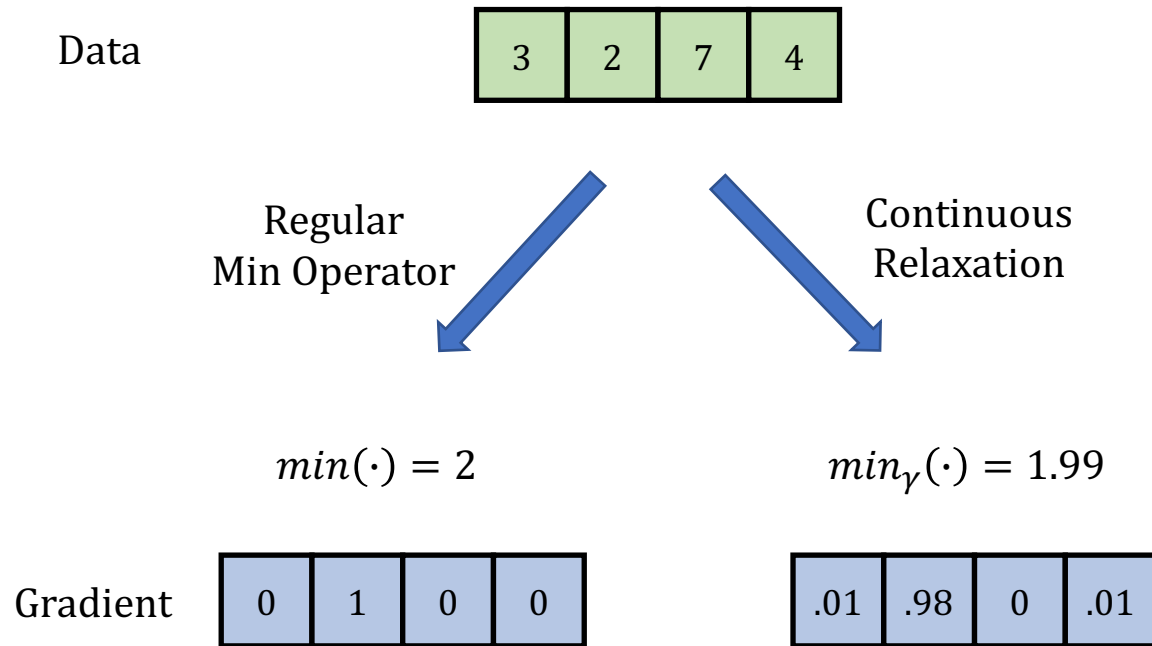 Data
3 2 7 4
Regular
Min Operator
Continuous
Relaxation
min(·) = 2
minᵧ(·) = 1.99
Gradient
0 1 0 0
.01 .98 0 .01